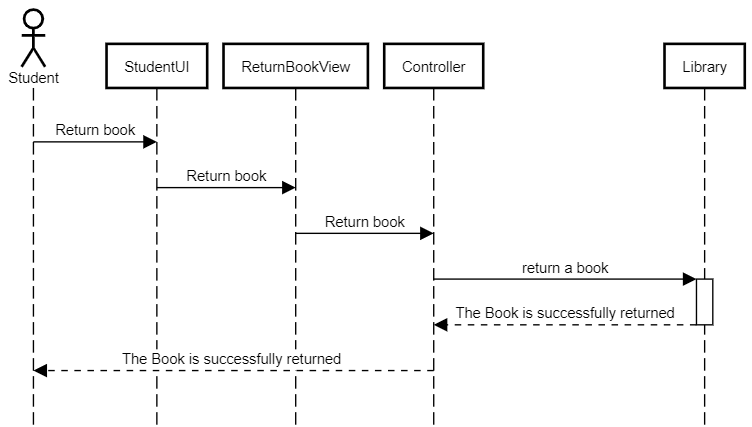 Student
StudentUI
ReturnBookView
Controller
Library
Return book
Return book
Return book
return a book
The Book is successfully returned
The Book is successfully returned